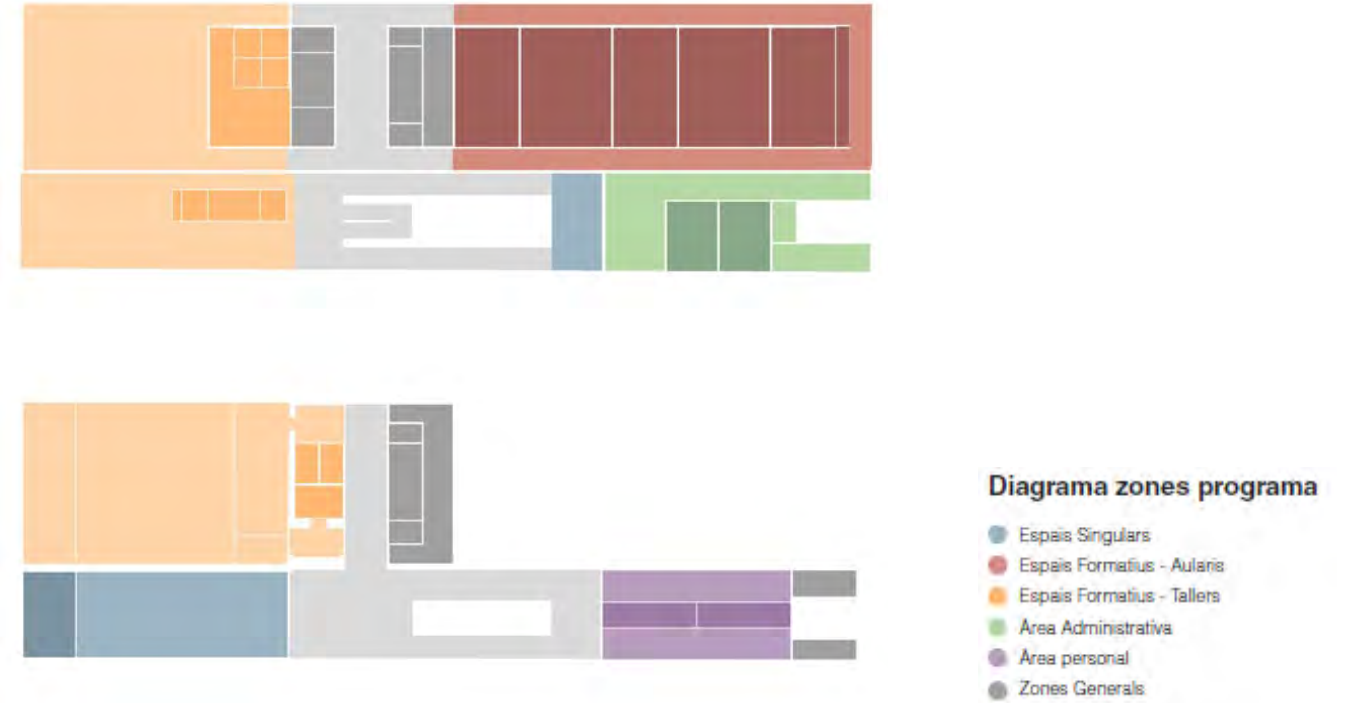 Diagrama zones programa
Espais Singulars
Espais Formatius - Aularis
Espais Formatius - Tallers
Àrea Administrativa
Àrea personal
Zones Generals